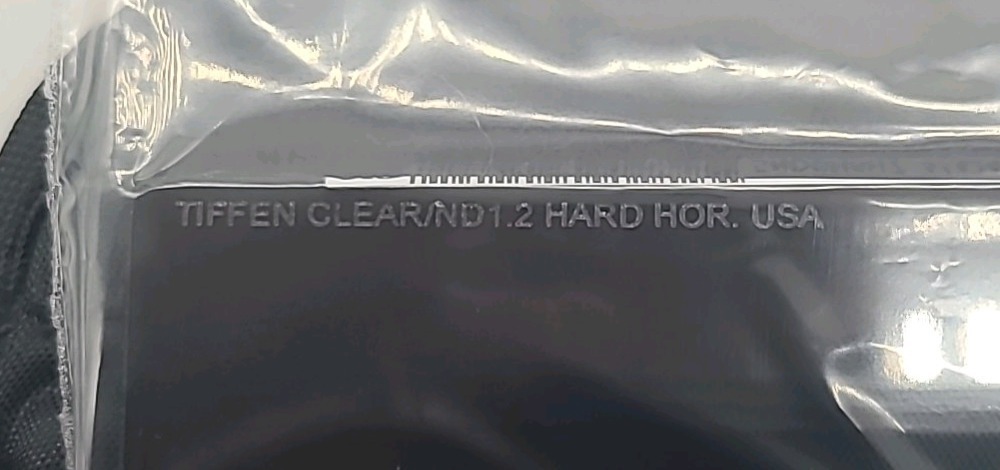 TIFFEN CLEAR/ND1.2 HARD HOR. USA